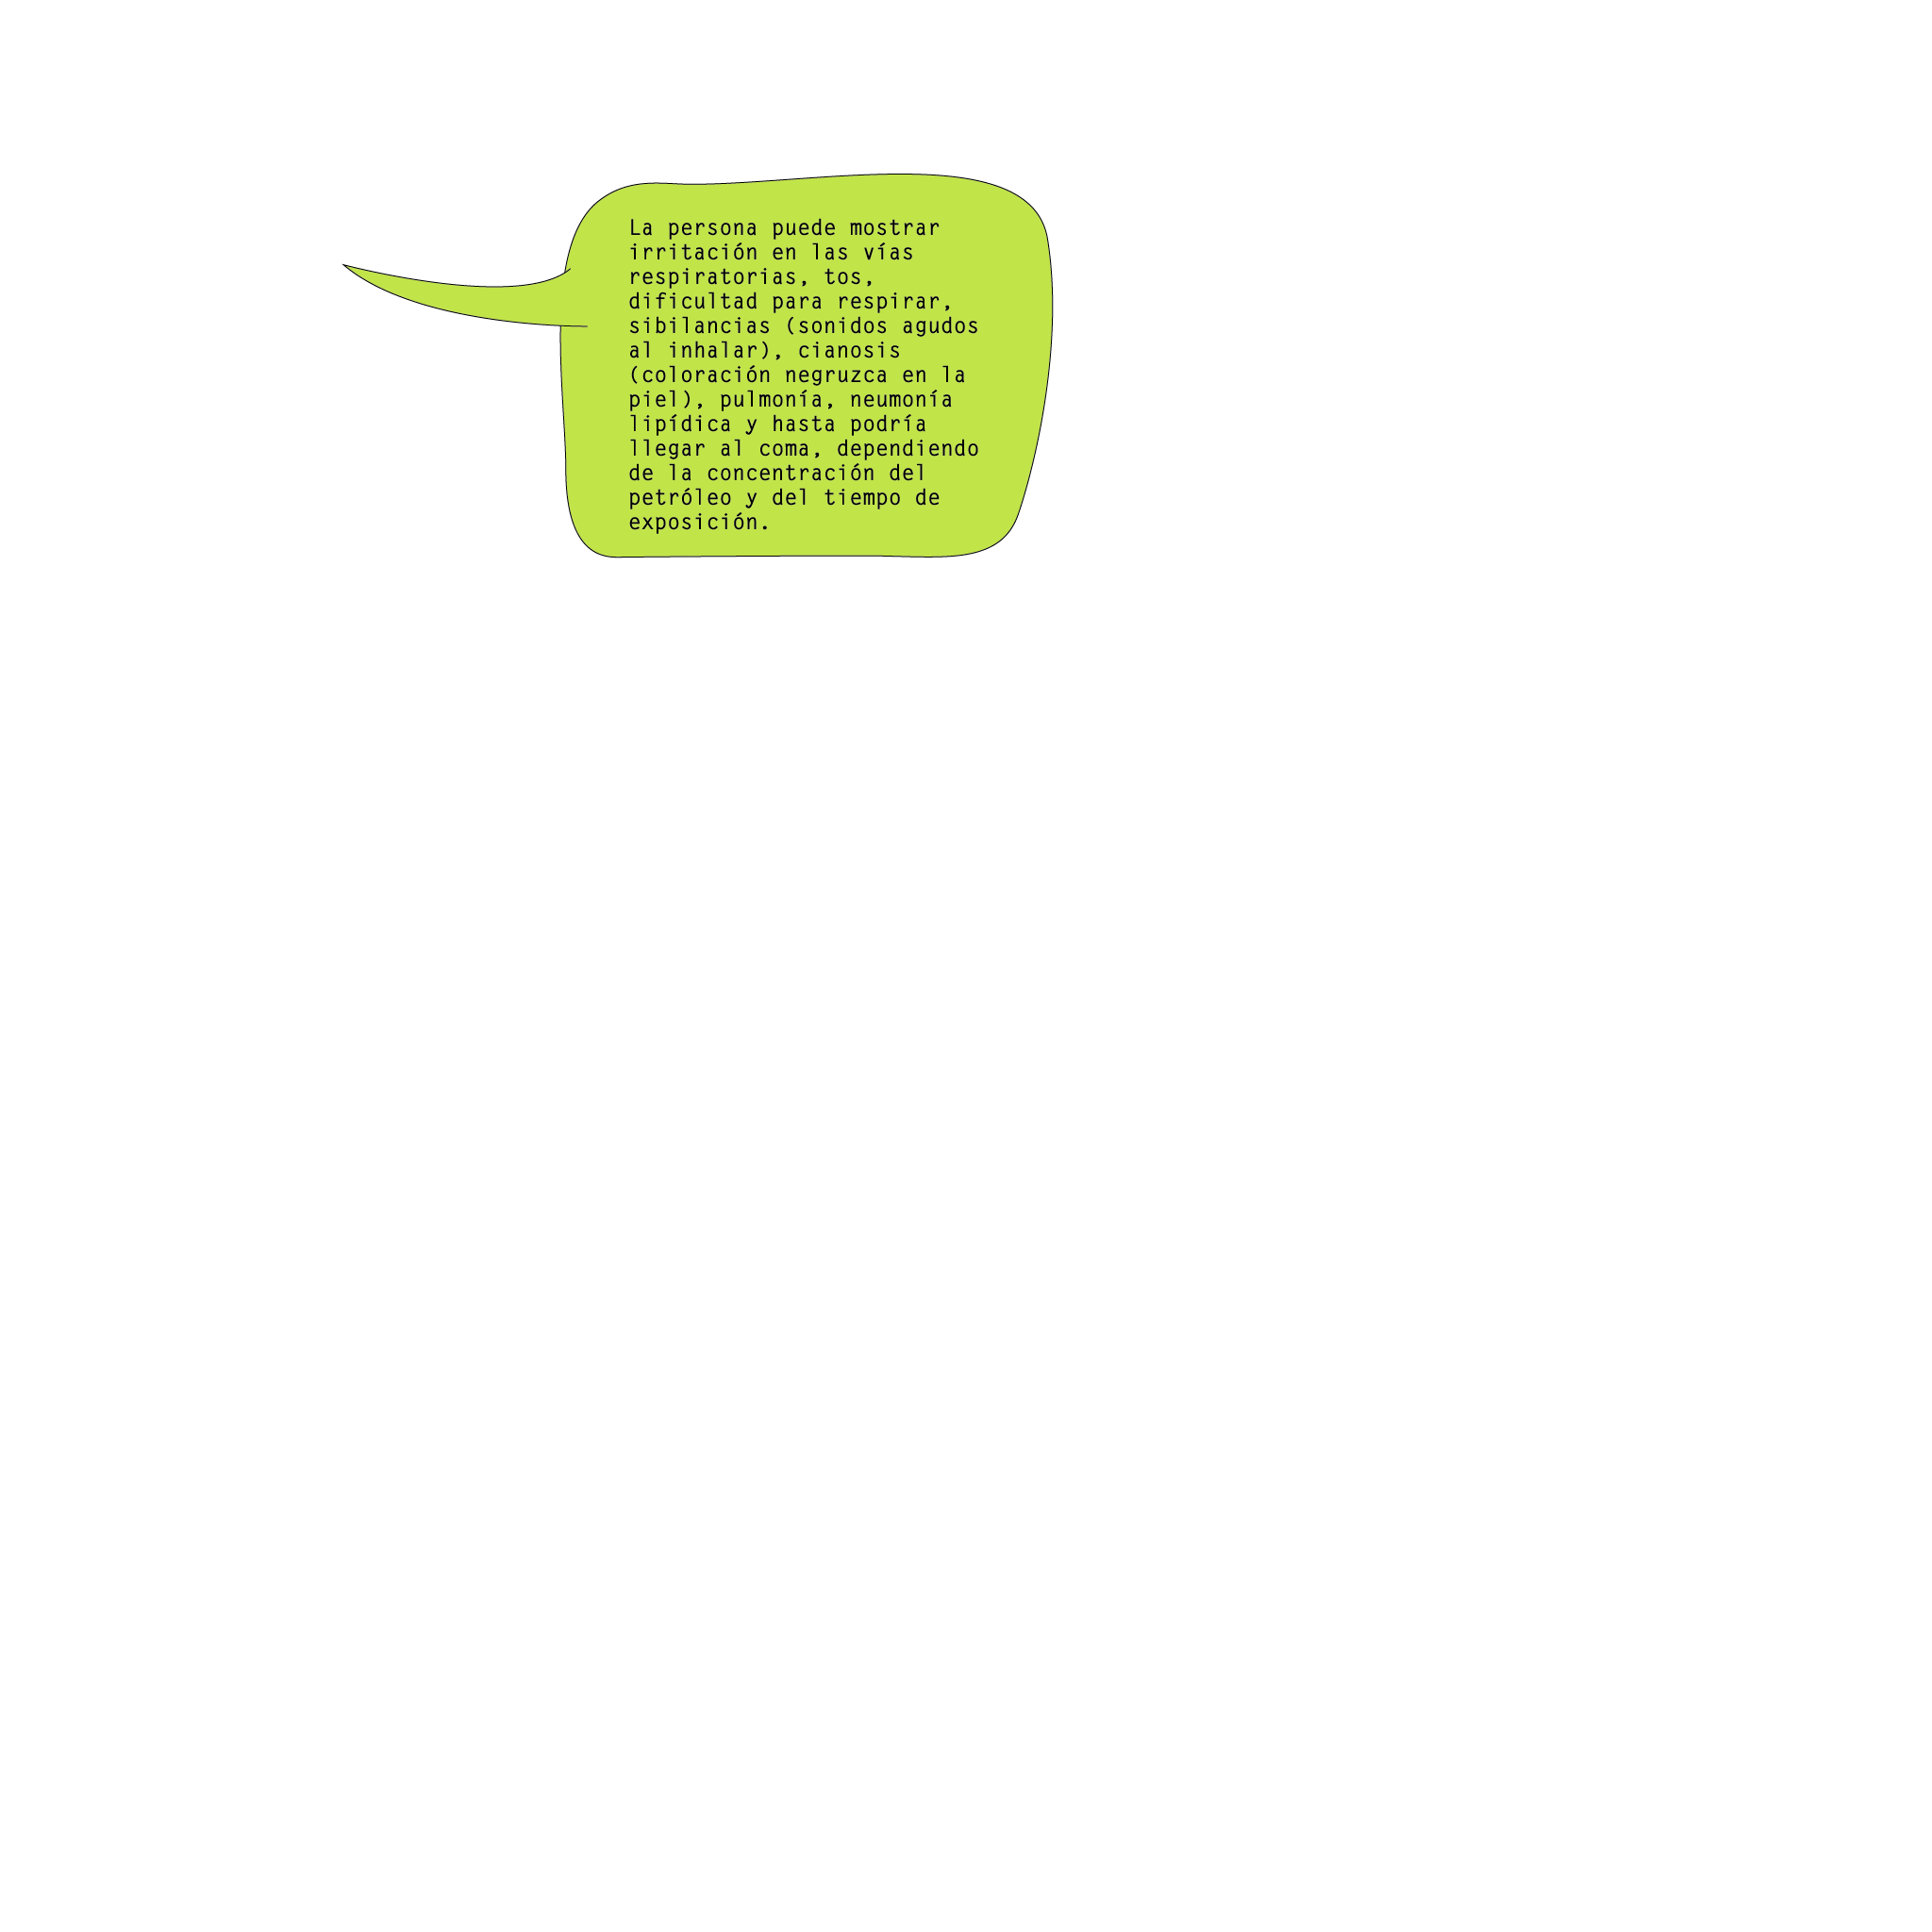 La persona puede mostrar
irritación en las vías
respiratorias, tos,
dificultad para respirar,
sibilancias (sonidos agudos
al inhalar), cianosis
(coloración negruzca en la
piel), pulmonía, neumonía
lipídica y hasta podría
llegar al coma, dependiendo
de la concentración del
petróleo y del tiempo de
exposición.